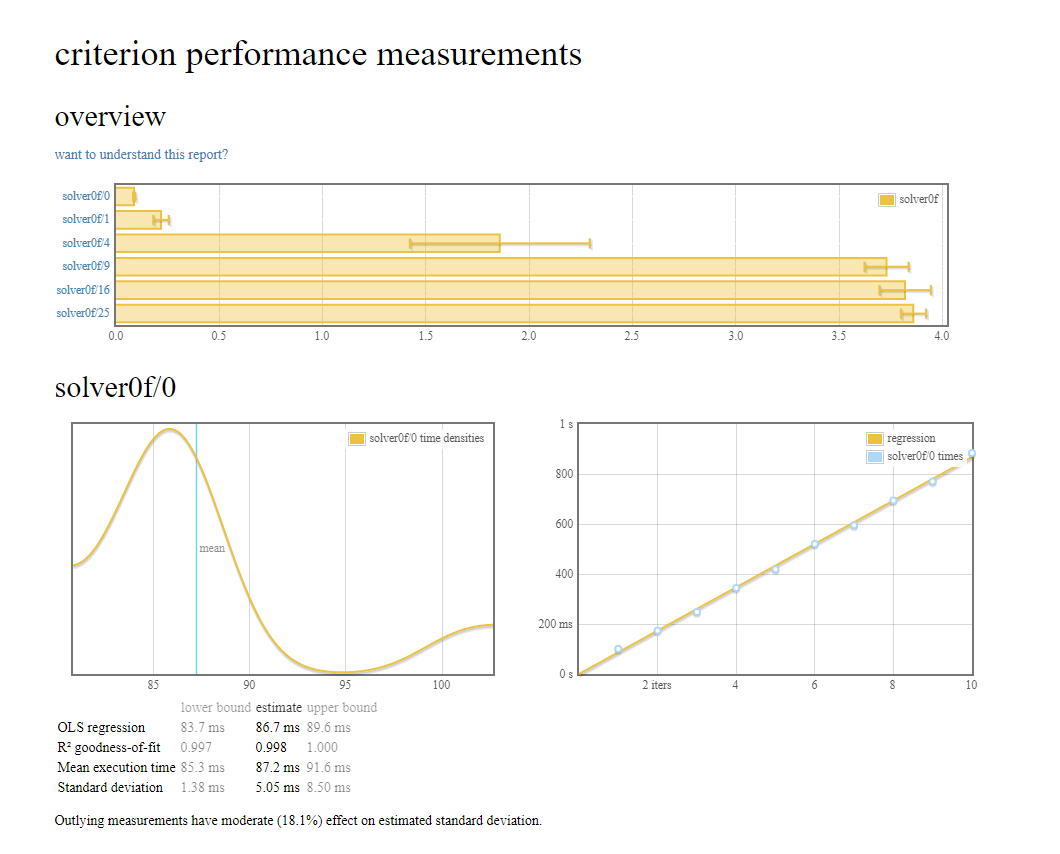 criterion performance measurements
overview
want to understand this report?
solver0f/0
solver0f/1
solver0f/4
solver0f/9
solver0f/16
solver0f/25
solver0f
0.0 0.5 1.0 1.5 2.0 2.5 3.0 3.5 4.0
solver0f/0
solver0f/0 time densities
mean
85 90 95 100
1 s
800
600
400
200 ms
0 s
regression
solver0f/0 times
2 iters 4 6 8 10
lower bound estimate upper bound
OLS regression 83.7 ms 86.7 ms 89.6 ms
R² goodness-of-fit 0.997 0.998 1.000
Mean execution time 85.3 ms 87.2 ms 91.6 ms
Standard deviation 1.38 ms 5.05 ms 8.50 ms
Outlying measurements have moderate (18.1%) effect on estimated standard deviation.